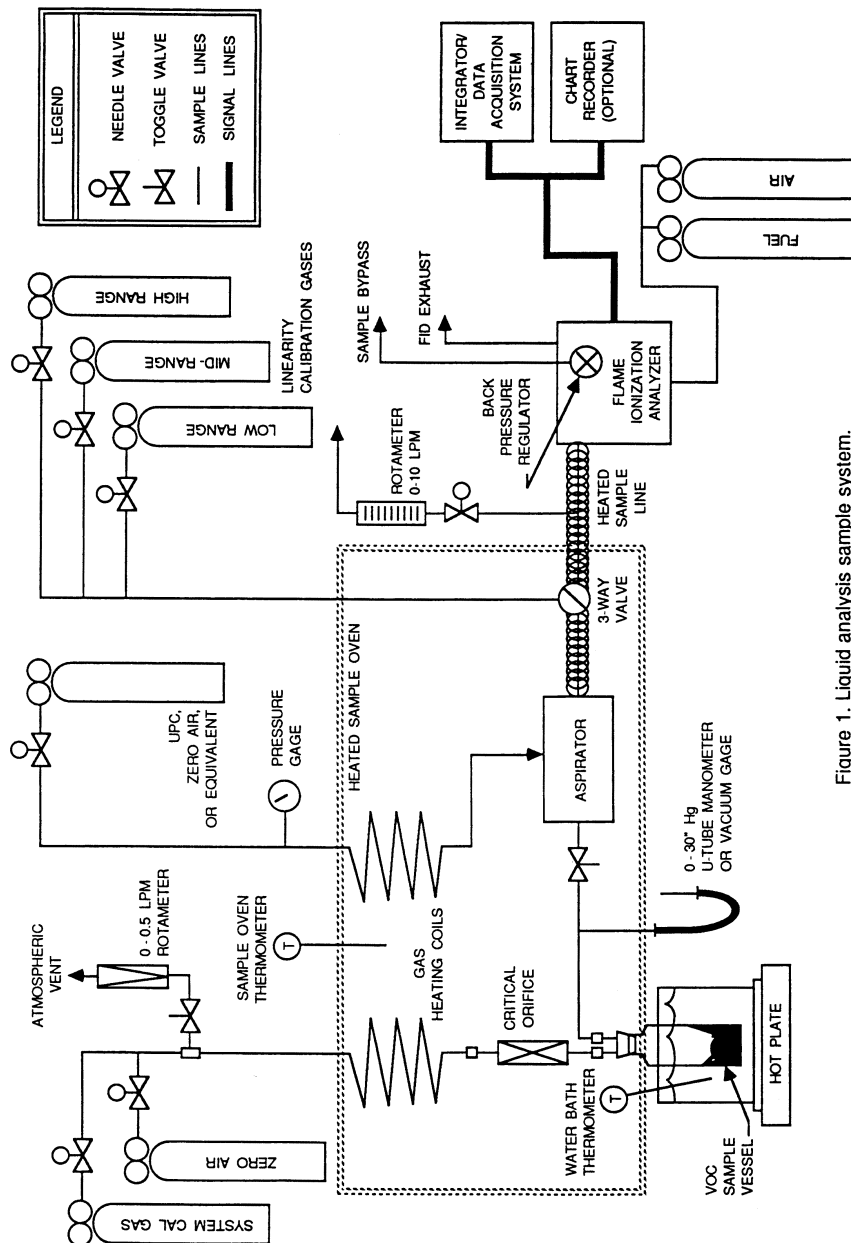 LEGEND
NEEDLE VALVE
TOGGLE VALVE
SAMPLE LINES
SIGNAL LINES
ATMOSPHERIC
VENT
0-0.5 LPM
ROTAMETER
SYSTEM CAL GAS
ZERO AIR
SAMPLE OVEN
THERMOMETER
T
GAS
HEATING COILS
CRITICAL
ORIFICE
WATER BATH
THERMOMETER
T
VOC
SAMPLE
VESSEL
HOT PLATE
0-30" Hg
U-TUBE MANOMETER
OR VACUUM GAGE
UPC,
ZERO AIR,
OR EQUIVALENT
PRESSURE
GAGE
HEATED SAMPLE OVEN
ASPIRATOR
3-WAY
VALVE
HEATED
SAMPLE
LINE
HIGH RANGE
MID-RANGE
LOW RANGE
LINEARITY
CALIBRATION GASES
ROTAMETER
0-10 LPM
BACK
PRESSURE
REGULATOR
SAMPLE BYPASS
FID EXHAUST
FLAME
IONIZATION
ANALYZER
INTEGRATOR/
DATA
ACQUISITION
SYSTEM
CHART
RECORDER
(OPTIONAL)
FUEL
AIR
Figure 1. Liquid analysis sample system.